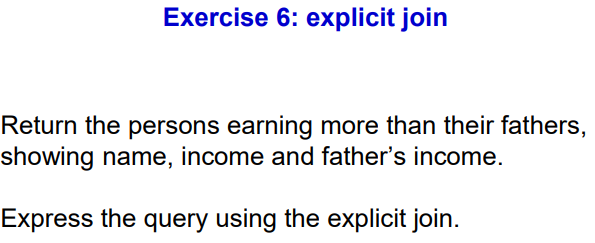 Exercise 6: explicit join
Return the persons earning more than their fathers,
showing name, income and father’s income.
Express the query using the explicit join.